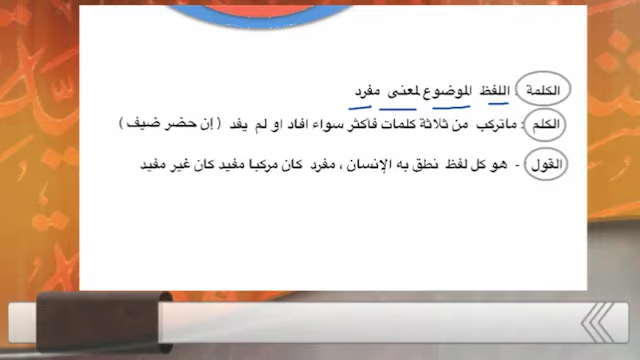 الكلمة : اللفظ الموضوع لمعنى مفرد
الكلم : ماتركب من ثلاثة كلمات فأكثر سواء افاد او لم يفد ( إن حضر ضيف )
القول : - هو كل لفظ نطق به الإنسان ، مفرد كان مركبا مفيد كان غير مفيد